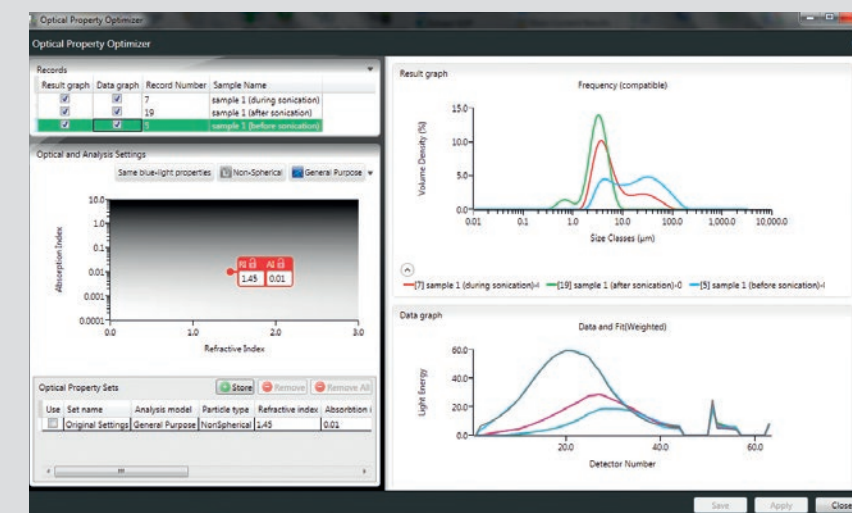 Optical Property Optimizer
Optical Property Optimizer
Records
Result graph Data graph Record Number Sample Name
7 sample 1 (during sonication)
19 sample 1 (after sonication)
5 sample 1 (before sonication)
Optical and Analysis Settings
Same blue-light properties Non-Spherical General Purpose
Absorption Index
10.0
1.0
0.1
0.01
0.001
0.0001
RI AI
1.45 0.01
0.0 1.0 2.0 3.0
Refractive Index
Optical Property Sets Store Remove Remove All
Use Set name Analysis model Particle type Refractive index Absorbtion i
Original Settings General Purpose NonSpherical 1.45 0.01
Result graph
Frequency (compatible)
Volume Density (%)
15.0
10.0
5.0
0.0
0.01 0.1 1.0 10.0 100.0 1,000.0 10,000.0
Size Classes (µm)
[7] sample 1 (during sonication)-( [19] sample 1 (after sonication)-0 [5] sample 1 (before sonication)-(
Data graph
Data and Fit(Weighted)
Light Energy
60.0
40.0
20.0
0.0
20.0 40.0 60.0
Detector Number
Save Apply Close